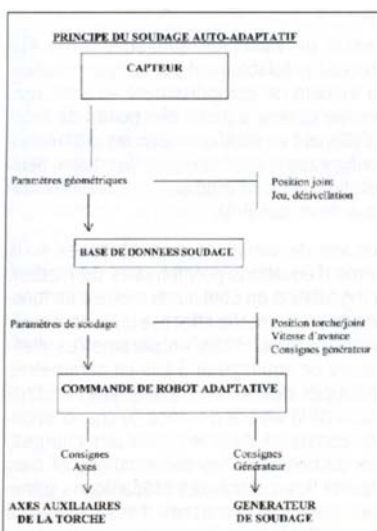 PRINCIPE DU SOUDAGE AUTO-ADAPTATIF
CAPTEUR
Paramètres géométriques
Position joint
Jeu, dénivellation
BASE DE DONNEES SOUDAGE
Paramètres de soudage
Position torche/joint
Vitesse d'avance
Consignes générateur
COMMANDE DE ROBOT ADAPTATIVE
Consignes
Axes
Consignes
Générateur
AXES AUXILIAIRES
DE LA TORCHE
GENERATEUR
DE SOUDAGE